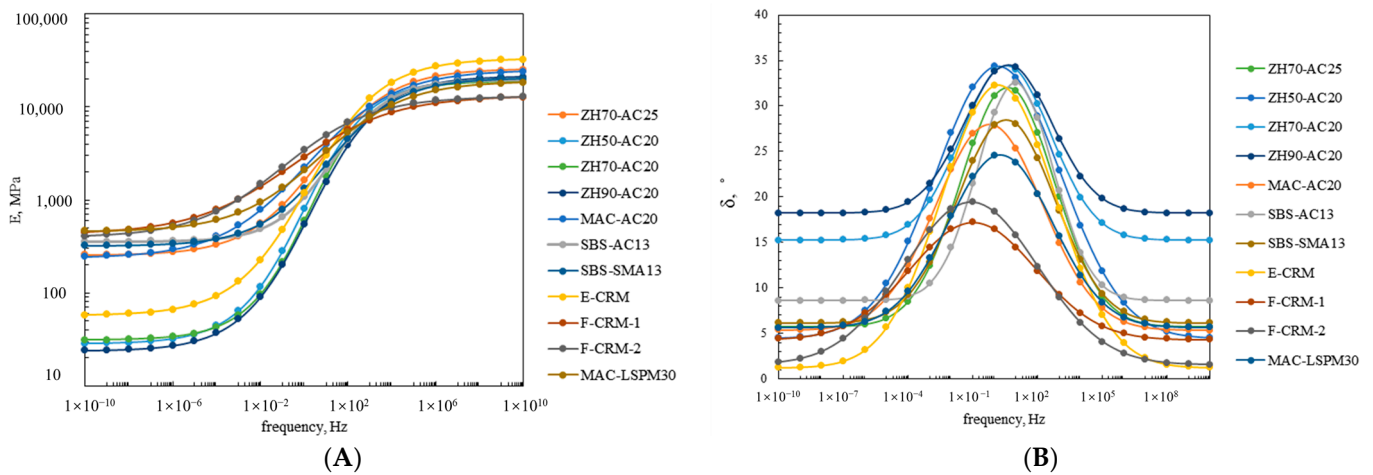 100,000
10,000
1,000
100
10
E, MPa
1×10⁻¹⁰
1×10⁻⁶
1×10⁻²
1×10²
1×10⁶
1×10¹⁰
frequency, Hz
ZH70-AC25
ZH50-AC20
ZH70-AC20
ZH90-AC20
MAC-AC20
SBS-AC13
SBS-SMA13
E-CRM
F-CRM-1
F-CRM-2
MAC-LSPM30
(A)
40
35
30
25
20
15
10
5
0
δ, °
1×10⁻¹⁰
1×10⁻⁷
1×10⁻⁴
1×10⁻¹
1×10²
1×10⁵
1×10⁸
frequency, Hz
ZH70-AC25
ZH50-AC20
ZH70-AC20
ZH90-AC20
MAC-AC20
SBS-AC13
SBS-SMA13
E-CRM
F-CRM-1
F-CRM-2
MAC-LSPM30
(B)